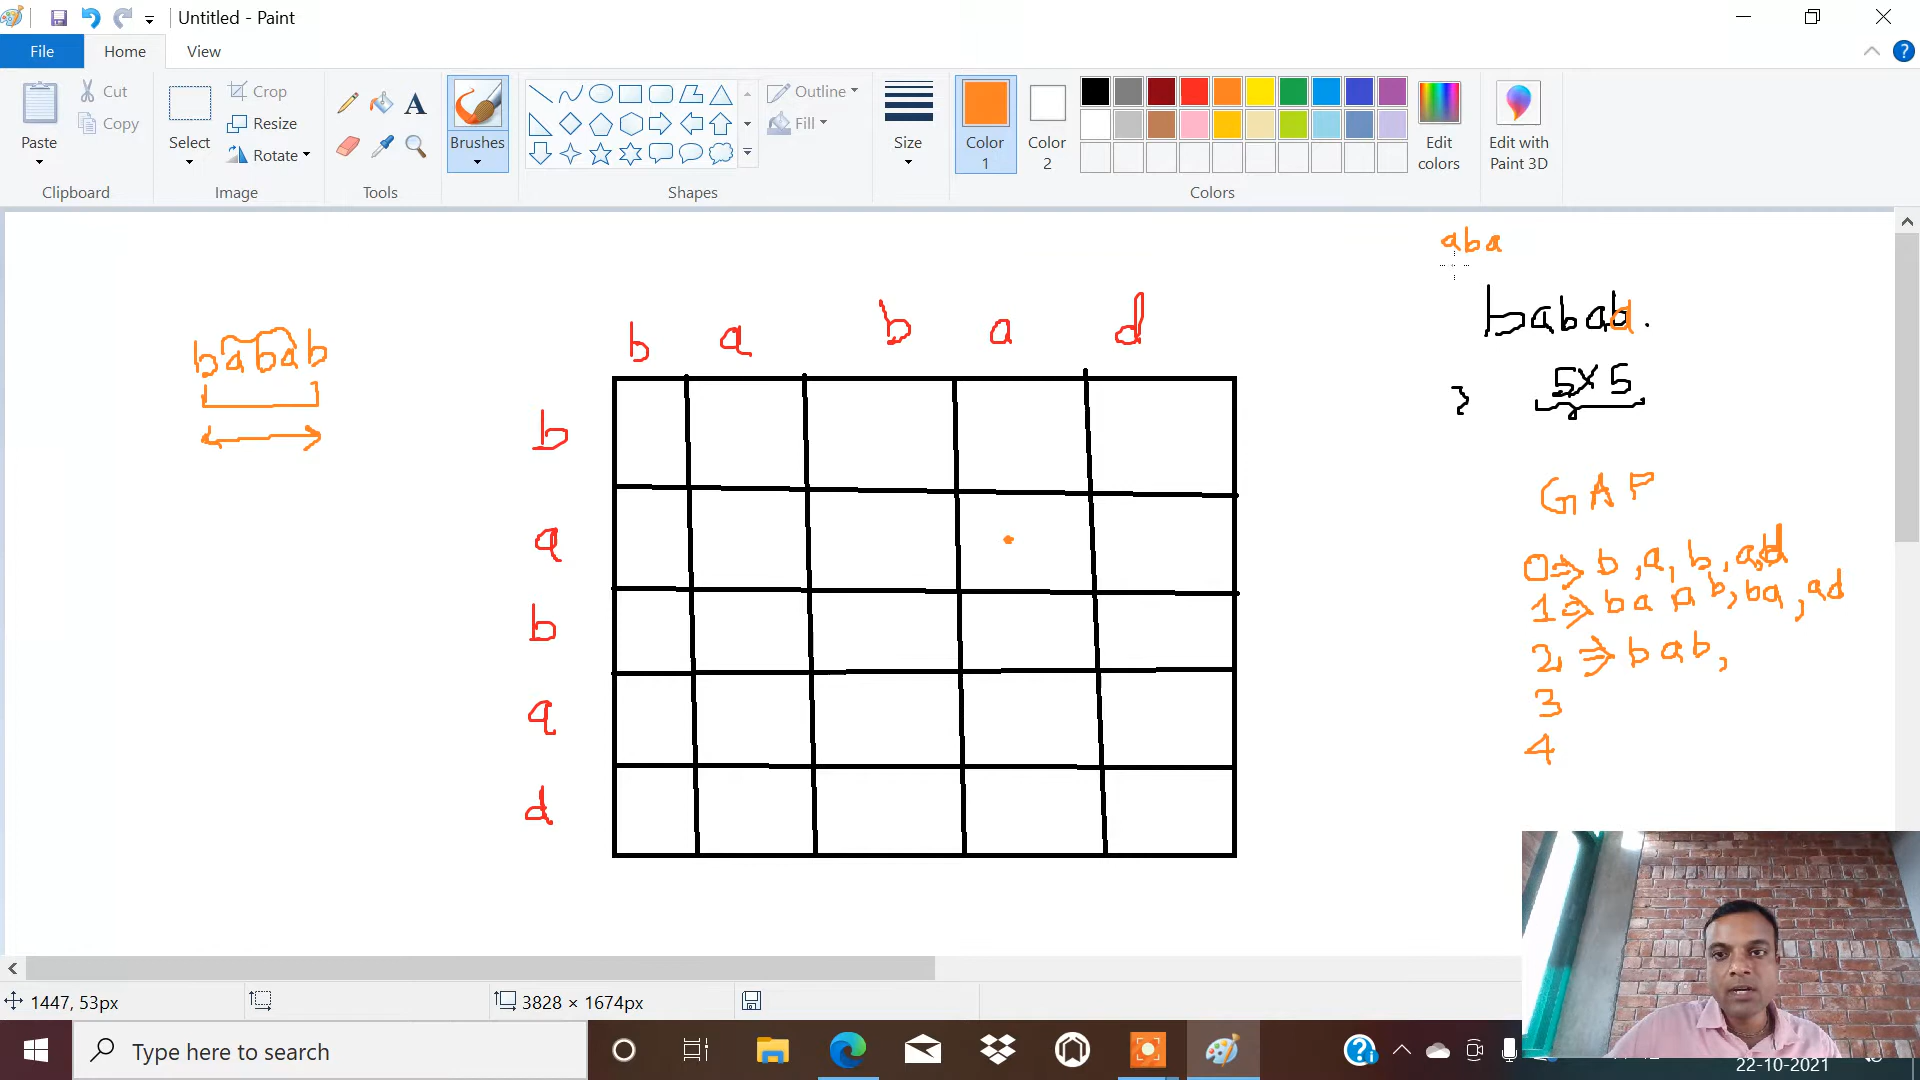 Untitled - Paint
File
Home
View
Paste
Cut
Copy
Clipboard
Select
Crop
Resize
Rotate
Image
Tools
Brushes
Shapes
Outline
Fill
Size
Color 1
Color 2
Colors
Edit colors
Edit with Paint 3D
aba
babad.
5x5
GAP
0⇒ b, a, b, a, d
1⇒ ba ab, ba, ad
2⇒ bab,
3
4
babab
b a b a d
b
a
b
a
d
1447, 53px
3828 × 1674px
Type here to search
22-10-2021